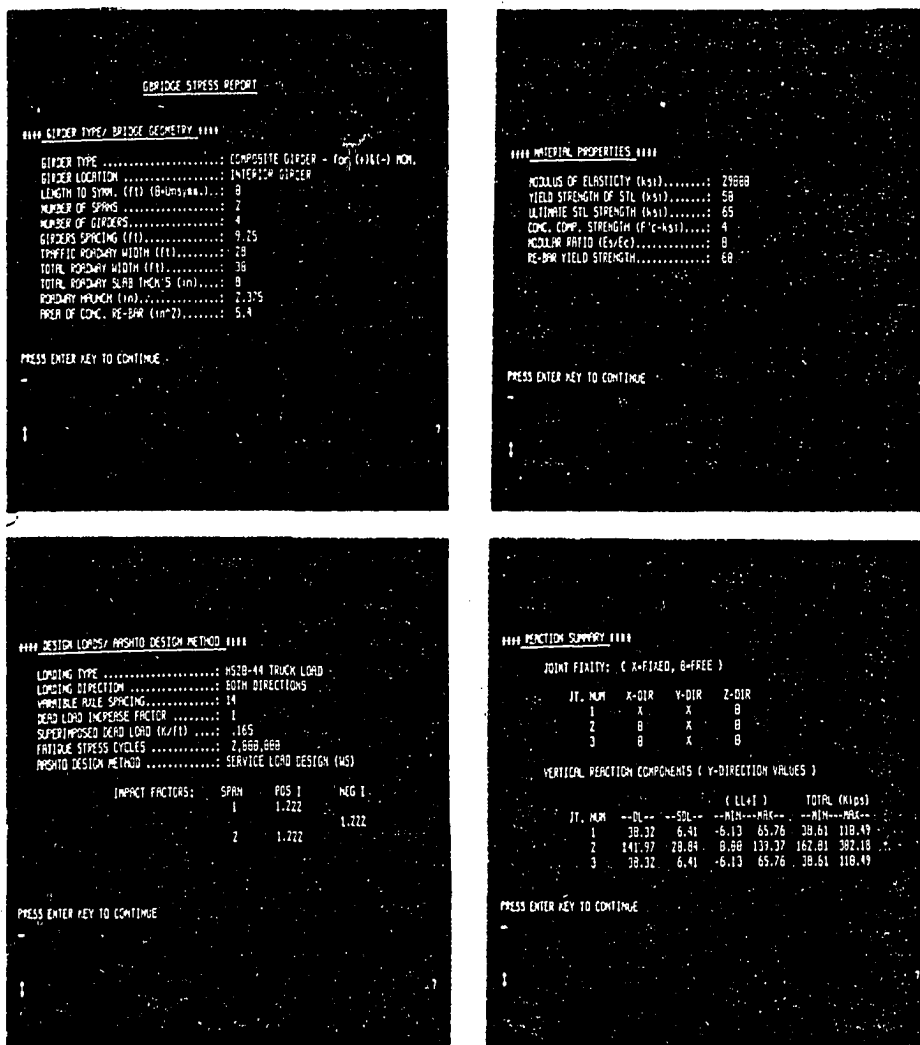 GBRIDGE STRESS REPORT
#### GIRDER TYPE/ BRIDGE GEOMETRY ####
GIRDER TYPE ....................: COMPOSITE GIRDER - for (+)&(-) MOM.
GIRDER LOCATION ................: INTERIOR GIRDER
LENGTH TO SYMM. (ft) (0=Unsymm.)..: 0
NUMBER OF SPANS ................: 2
NUMBER OF GIRDERS...............: 4
GIRDERS SPACING (ft)............: 9.25
TRAFFIC ROADWAY WIDTH (ft)......: 28
TOTAL ROADWAY WIDTH (ft)........:
TOTAL ROADWAY SLAB THCK'S (in)....: 8
ROADWAY HAUNCH (in).............: 2.375
AREA OF CONC. RE-BAR (in^2).......: 5.4
PRESS ENTER KEY TO CONTINUE
#### MATERIAL PROPERTIES ####
MODULUS OF ELASTICITY (ksi)........: 29000
YIELD STRENGTH OF STL (ksi).......: 50
ULTIMATE STL STRENGTH (ksi).......: 65
CONC. COMP. STRENGTH (F'c-ksi)....: 4
MODULAR RATIO (Es/Ec).............: 8
RE-BAR YIELD STRENGTH.............: 60
PRESS ENTER KEY TO CONTINUE
#### DESIGN LOADS/ AASHTO DESIGN METHOD ####
LOADING TYPE .....................: HS20-44 TRUCK LOAD
LOADING DIRECTION ................: BOTH DIRECTIONS
VARAIBLE AXLE SPACING.............: 14
DEAD LOAD INCREASE FACTOR ........: 1
SUPERIMPOSED DEAD LOAD (K/ft) ....: .165
FATIGUE STRESS CYCLES ............: 2,000,000
AASHTO DESIGN METHOD .............: SERVICE LOAD DESIGN (WS)
IMPACT FACTORS: SPAN POS I NEG I
1 1.222
1.222
2 1.222
PRESS ENTER KEY TO CONTINUE
#### REACTION SUMMARY ####
JOINT FIXITY: ( X=FIXED, 0=FREE )
JT. NUM X-DIR Y-DIR Z-DIR
1 X X 0
2 0 X 0
3 0 X 0
VERTICAL REACTION COMPONENTS ( Y-DIRECTION VALUES )
( LL+I ) TOTAL (Kips)
JT. NUM --DL-- --SDL-- --MIN---MAX-- --MIN---MAX--
1 38.32 6.41 -6.13 65.76 38.61 110.49
2 141.97 20.84 0.00 139.37 162.81 302.18
3 38.32 6.41 -6.13 65.76 38.61 110.49
PRESS ENTER KEY TO CONTINUE